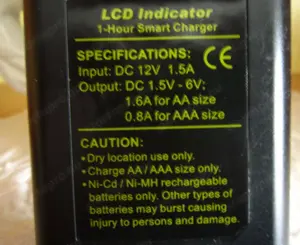 LCD Indicator
1-Hour Smart Charger
SPECIFICATIONS: CE
Input: DC 12V 1.5A
Output: DC 1.5V - 6V:
1.6A for AA size
0.8A for AAA size
CAUTION:
• Dry location use only.
• Charge AA / AAA size only.
• Ni-Cd / Ni-MH rechargeable
batteries only. Other types of
batteries may burst causing
injury to persons and damage.